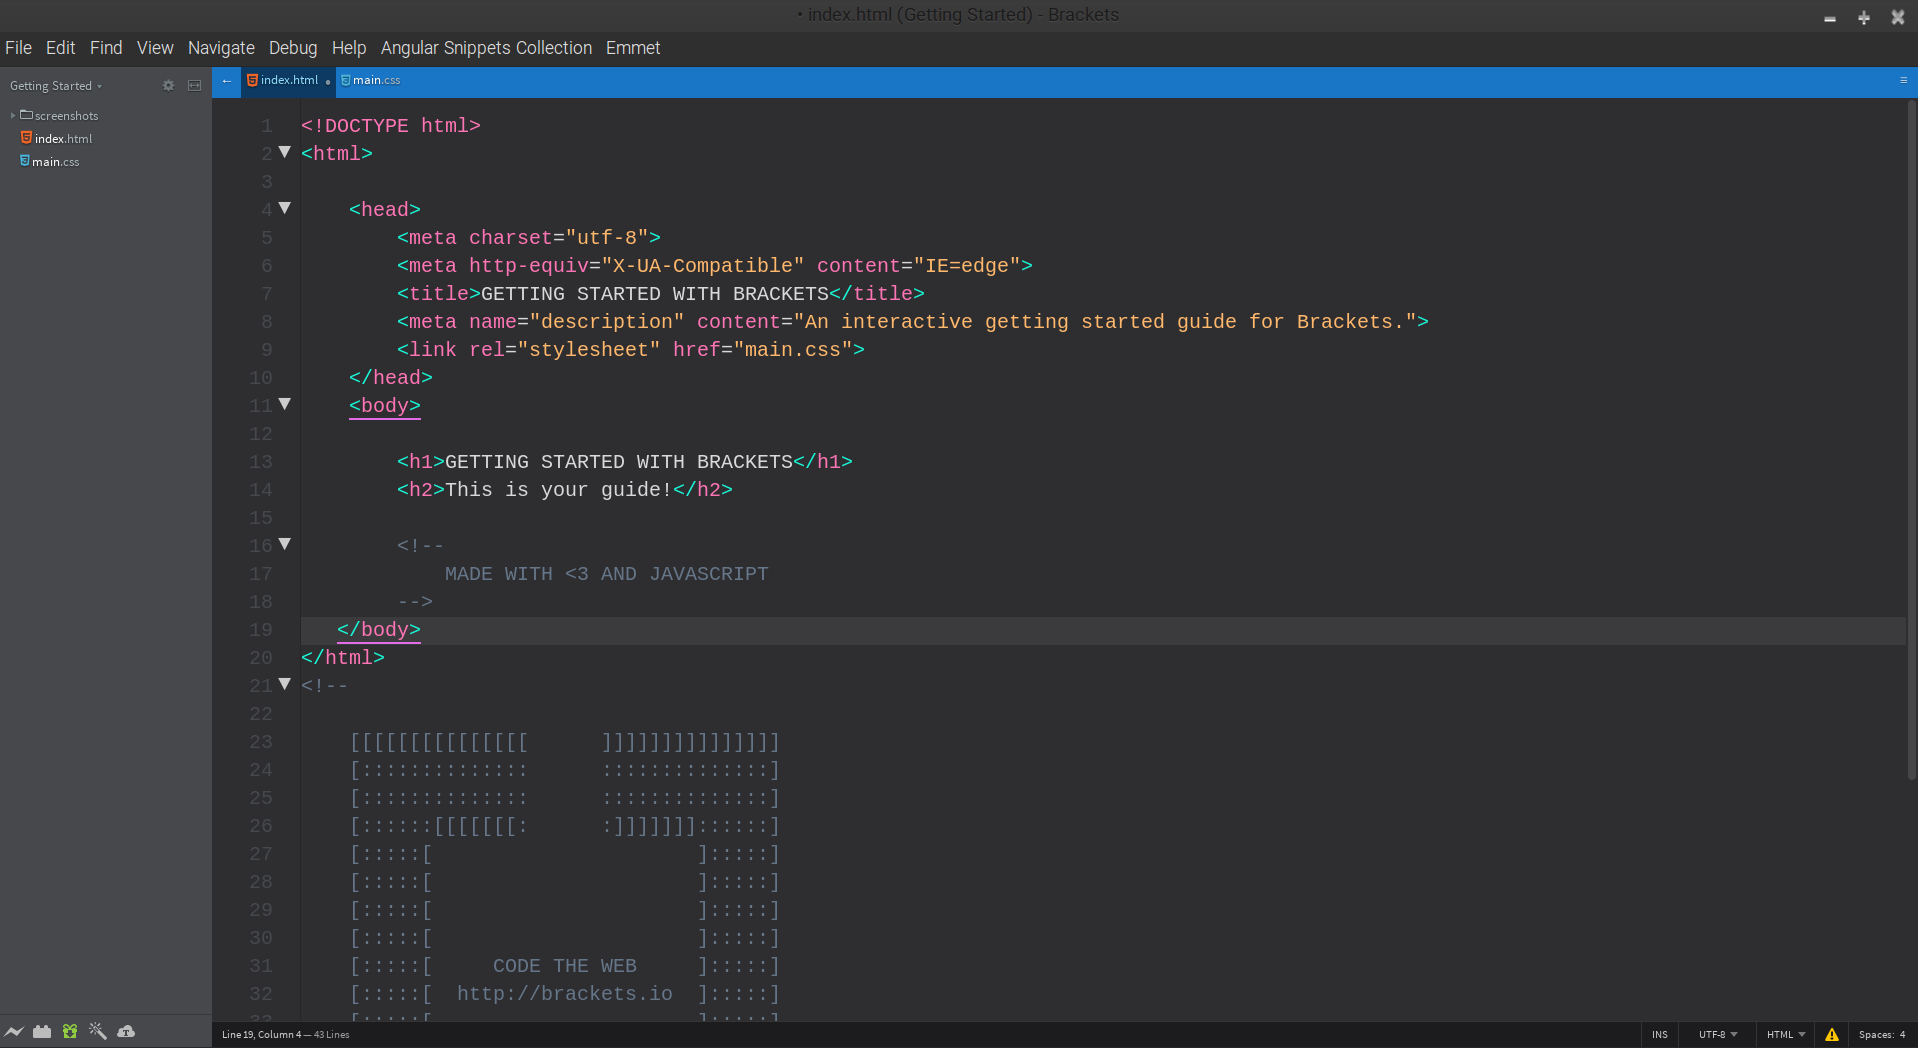 • index.html (Getting Started) - Brackets
File Edit Find View Navigate Debug Help Angular Snippets Collection Emmet
Getting Started
screenshots
index.html
main.css
index.html main.css
1 <!DOCTYPE html>
2 <html>
3
4     <head>
5         <meta charset="utf-8">
6         <meta http-equiv="X-UA-Compatible" content="IE=edge">
7         <title>GETTING STARTED WITH BRACKETS</title>
8         <meta name="description" content="An interactive getting started guide for Brackets.">
9         <link rel="stylesheet" href="main.css">
10     </head>
11     <body>
12
13         <h1>GETTING STARTED WITH BRACKETS</h1>
14         <h2>This is your guide!</h2>
15
16         <!--
17             MADE WITH <3 AND JAVASCRIPT
18         -->
19    </body>
20 </html>
21 <!--
22
23     [[[[[[[[[[[[[[[      ]]]]]]]]]]]]]]]
24     [::::::::::::::      ::::::::::::::]
25     [::::::::::::::      ::::::::::::::]
26     [::::::[[[[[[[:      :]]]]]]]::::::]
27     [:::::[                      ]:::::]
28     [:::::[                      ]:::::]
29     [:::::[                      ]:::::]
30     [:::::[                      ]:::::]
31     [:::::[     CODE THE WEB     ]:::::]
32     [:::::[  http://brackets.io  ]:::::]
33     [:::::[                      ]:::::]
Line 19, Column 4 — 43 Lines
INS UTF-8 HTML Spaces: 4